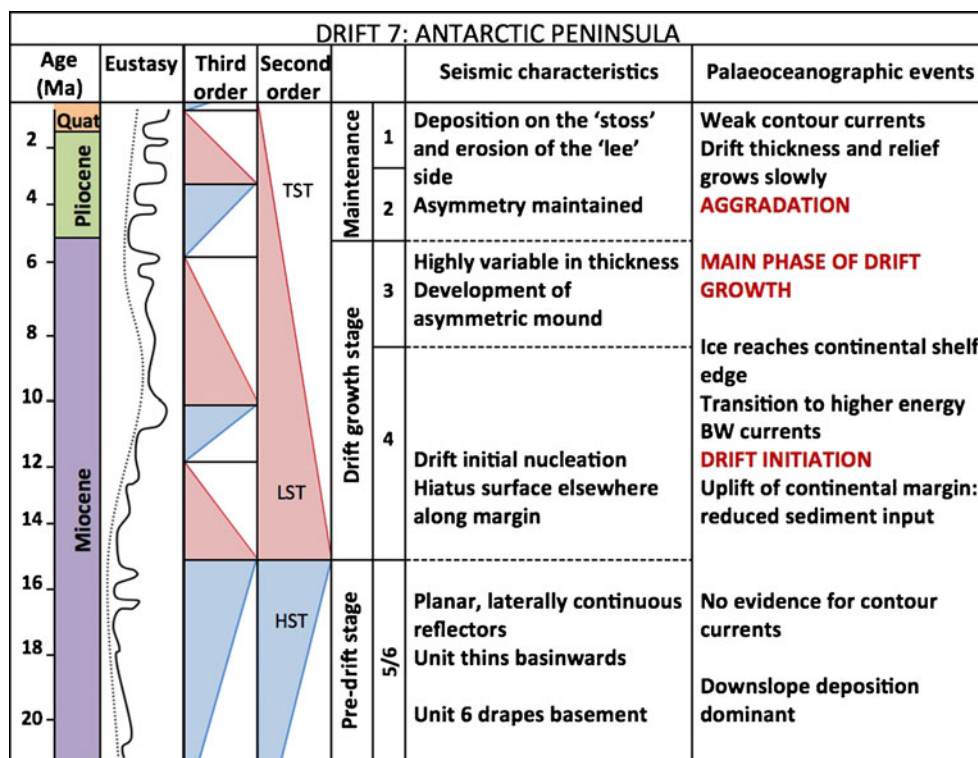 DRIFT 7: ANTARCTIC PENINSULA
Age
(Ma)
Eustasy
Third
order
Second
order
Seismic characteristics
Palaeoceanographic events
Quat
Pliocene
Miocene
2
4
6
8
10
12
14
16
18
20
TST
LST
HST
Maintenance
Drift growth stage
Pre-drift stage
1
2
3
4
5/6
Deposition on the ‘stoss’
and erosion of the ‘lee’
side
Asymmetry maintained
Highly variable in thickness
Development of
asymmetric mound
Drift initial nucleation
Hiatus surface elsewhere
along margin
Planar, laterally continuous
reflectors
Unit thins basinwards
Unit 6 drapes basement
Weak contour currents
Drift thickness and relief
grows slowly
AGGRADATION
MAIN PHASE OF DRIFT
GROWTH
Ice reaches continental shelf
edge
Transition to higher energy
BW currents
DRIFT INITIATION
Uplift of continental margin:
reduced sediment input
No evidence for contour
currents
Downslope deposition
dominant